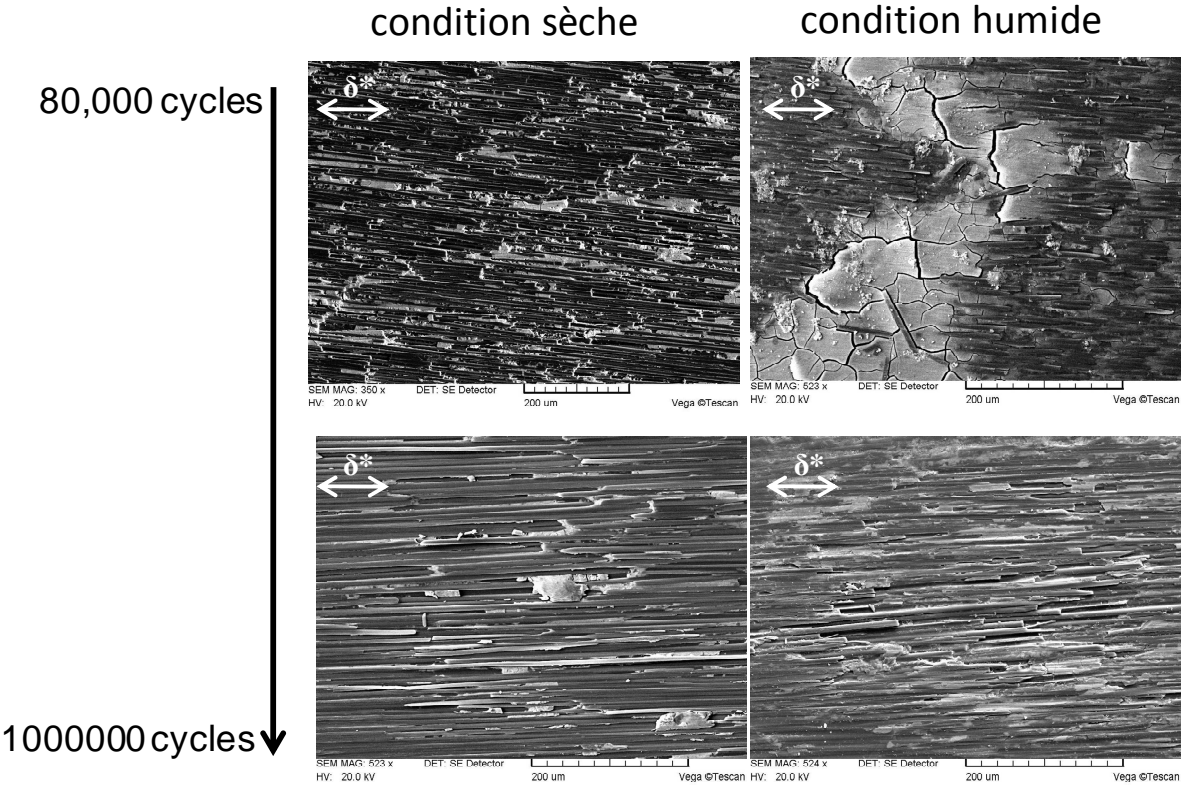 condition sèche
condition humide
80,000 cycles
δ*
δ*
SEM MAG: 350 x DET: SE Detector
HV: 20.0 kV 200 um Vega ©Tescan
SEM MAG: 523 x DET: SE Detector
HV: 20.0 kV 200 um Vega ©Tescan
δ*
δ*
1000000 cycles
SEM MAG: 523 x DET: SE Detector
HV: 20.0 kV 200 um Vega ©Tescan
SEM MAG: 524 x DET: SE Detector
HV: 20.0 kV 200 um Vega ©Tescan